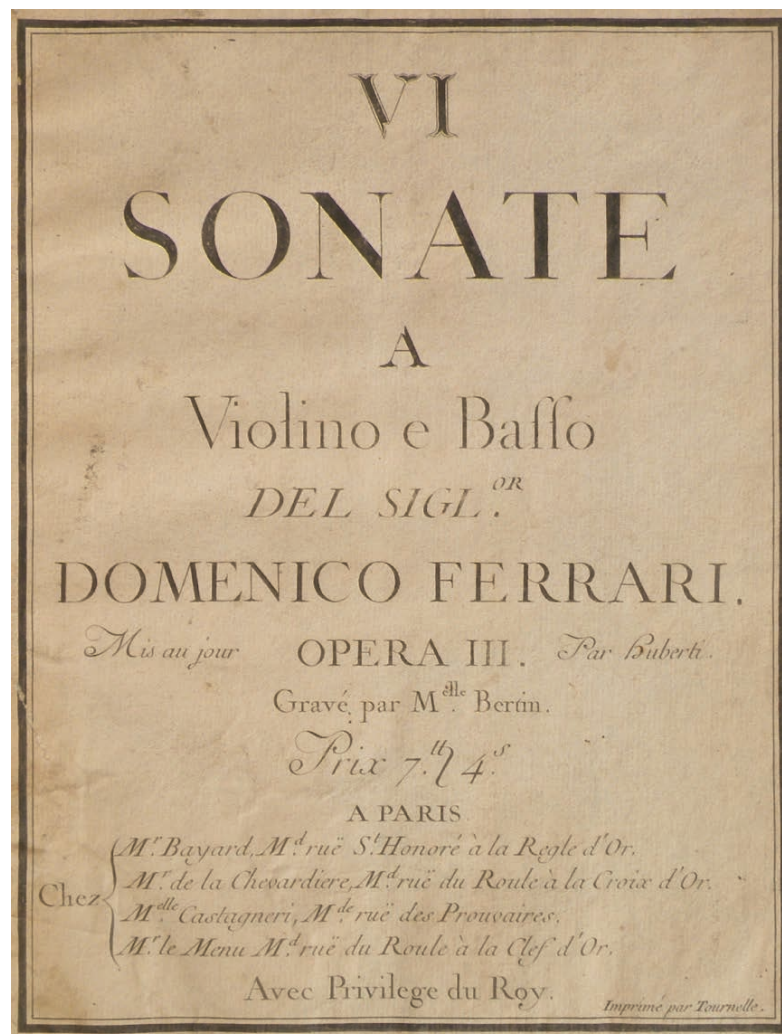 VI
SONATE
A
Violino e Baſſo
DEL SIGL.OR
DOMENICO FERRARI.
Mis au jour OPERA III. Par Huberti.
Gravé par M.elle Bertin.
Prix 7.tt 4.s
A PARIS
Chez
M.r Bayard, M.d ruë S.t Honoré à la Regle d'Or.
M.r de la Chevardiere, M.d ruë du Roule à la Croix d'Or.
M.elle Castagneri, M.de ruë des Prouvaires.
M.r le Menu M.d ruë du Roule à la Clef d'Or.
Avec Privilege du Roy.
Imprimé par Tournelle.